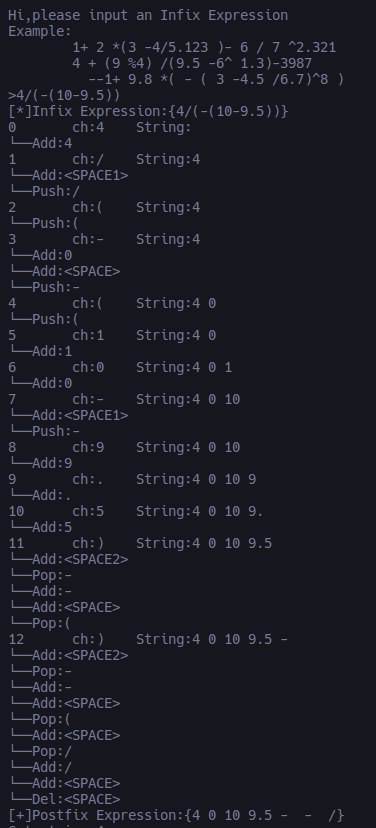 Hi,please input an Infix Expression
Example:
1+ 2 *(3 -4/5.123 )- 6 / 7 ^2.321
4 + (9 %4) /(9.5 -6^ 1.3)-3987
--1+ 9.8 *( - ( 3 -4.5 /6.7)^8 )
>4/(-(10-9.5))
[*]Infix Expression:{4/(-(10-9.5))}
0 ch:4 String:
└──Add:4
1 ch:/ String:4
└──Add:<SPACE1>
└──Push:/
2 ch:( String:4
└──Push:(
3 ch:- String:4
└──Add:0
└──Add:<SPACE>
└──Push:-
4 ch:( String:4 0
└──Push:(
5 ch:1 String:4 0
└──Add:1
6 ch:0 String:4 0 1
└──Add:0
7 ch:- String:4 0 10
└──Add:<SPACE1>
└──Push:-
8 ch:9 String:4 0 10
└──Add:9
9 ch:. String:4 0 10 9
└──Add:.
10 ch:5 String:4 0 10 9.
└──Add:5
11 ch:) String:4 0 10 9.5
└──Add:<SPACE2>
└──Pop:-
└──Add:-
└──Add:<SPACE>
└──Pop:(
12 ch:) String:4 0 10 9.5 -
└──Add:<SPACE2>
└──Pop:-
└──Add:-
└──Add:<SPACE>
└──Pop:(
└──Add:<SPACE>
└──Pop:/
└──Add:/
└──Add:<SPACE>
└──Del:<SPACE>
[+]Postfix Expression:{4 0 10 9.5 -  -  /}